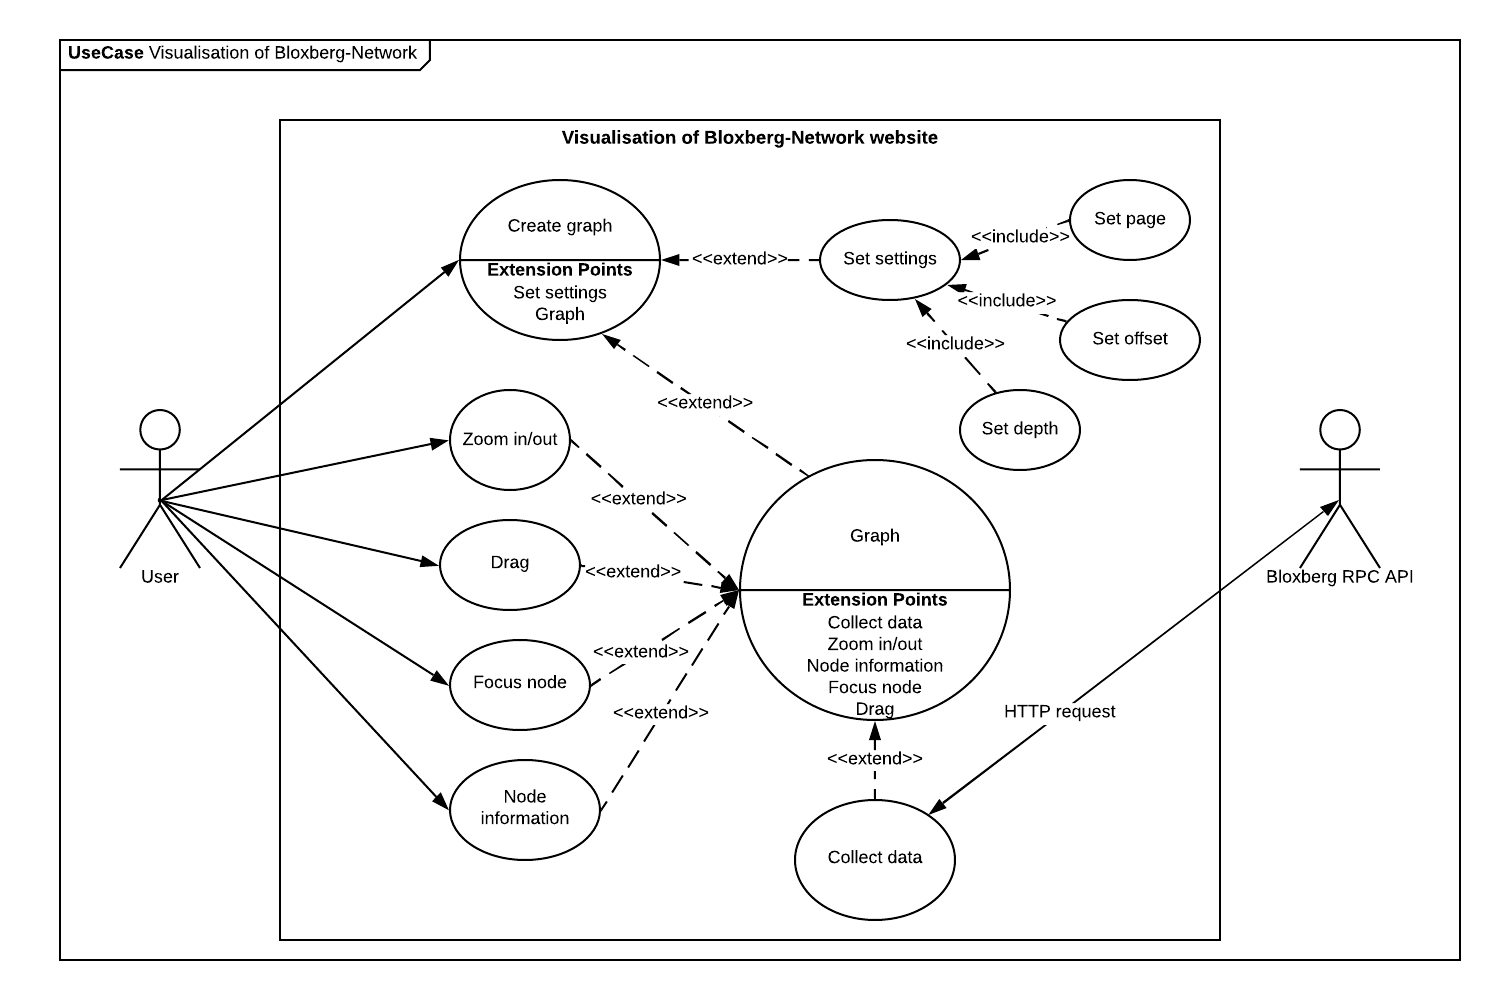 UseCase Visualisation of Bloxberg-Network
Visualisation of Bloxberg-Network website
Create graph
Extension Points
Set settings
Graph
<<extend>>
Set settings
<<include>>
Set page
<<include>>
Set offset
<<include>>
Set depth
<<extend>>
User
Zoom in/out
<<extend>>
Drag
<<extend>>
Focus node
<<extend>>
Node
information
<<extend>>
Graph
Extension Points
Collect data
Zoom in/out
Node information
Focus node
Drag
<<extend>>
Collect data
HTTP request
Bloxberg RPC API